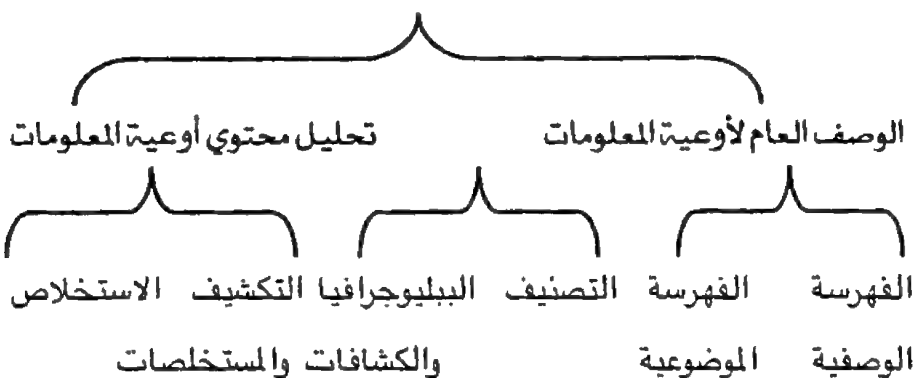 الوصف العام لأوعية المعلومات تحليل محتوي أوعية المعلومات
الفهرسة الفهرسة التصنيف الببليوجرافيا التكشيف الاستخلاص
الوصفية الموضوعية والكشافات والمستخلصات